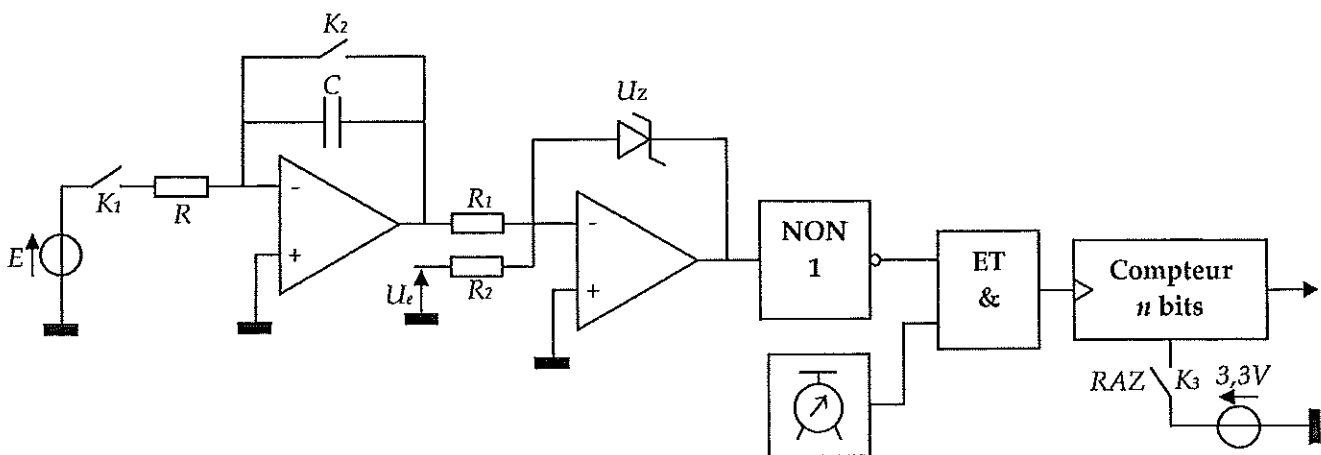 K2
C
K1
R
E
-
+
R1
R2
Ue
UZ
-
+
NON
1
ET
&
Compteur
n bits
RAZ
K3
3,3V